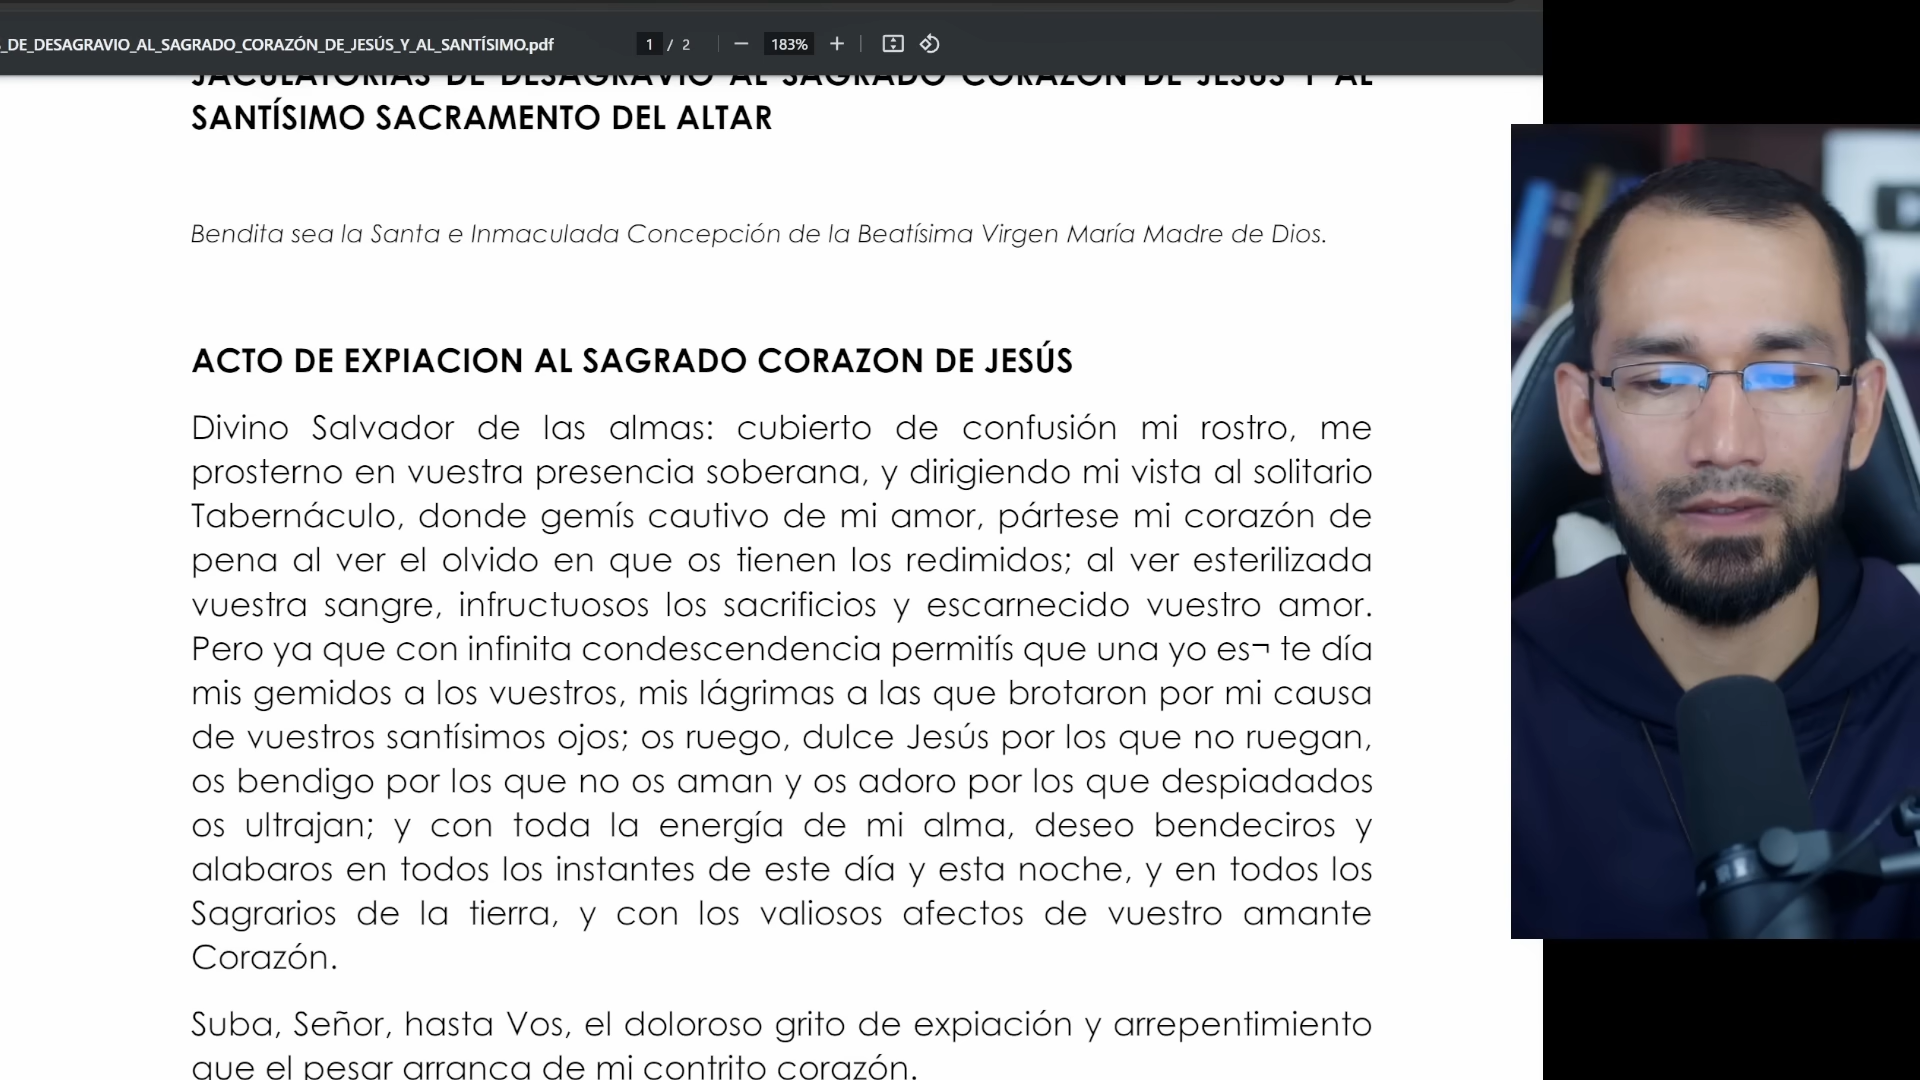 _DE_DESAGRAVIO_AL_SAGRADO_CORAZÓN_DE_JESÚS_Y_AL_SANTÍSIMO.pdf
1 / 2
183%
JACULATORIAS DE DESAGRAVIO AL SAGRADO CORAZÓN DE JESÚS Y AL
SANTÍSIMO SACRAMENTO DEL ALTAR
Bendita sea la Santa e Inmaculada Concepción de la Beatísima Virgen María Madre de Dios.
ACTO DE EXPIACION AL SAGRADO CORAZON DE JESÚS
Divino Salvador de las almas: cubierto de confusión mi rostro, me
prosterno en vuestra presencia soberana, y dirigiendo mi vista al solitario
Tabernáculo, donde gemís cautivo de mi amor, pártese mi corazón de
pena al ver el olvido en que os tienen los redimidos; al ver esterilizada
vuestra sangre, infructuosos los sacrificios y escarnecido vuestro amor.
Pero ya que con infinita condescendencia permitís que una yo es¬ te día
mis gemidos a los vuestros, mis lágrimas a las que brotaron por mi causa
de vuestros santísimos ojos; os ruego, dulce Jesús por los que no ruegan,
os bendigo por los que no os aman y os adoro por los que despiadados
os ultrajan; y con toda la energía de mi alma, deseo bendeciros y
alabaros en todos los instantes de este día y esta noche, y en todos los
Sagrarios de la tierra, y con los valiosos afectos de vuestro amante
Corazón.
Suba, Señor, hasta Vos, el doloroso grito de expiación y arrepentimiento
que el pesar arranca de mi contrito corazón.